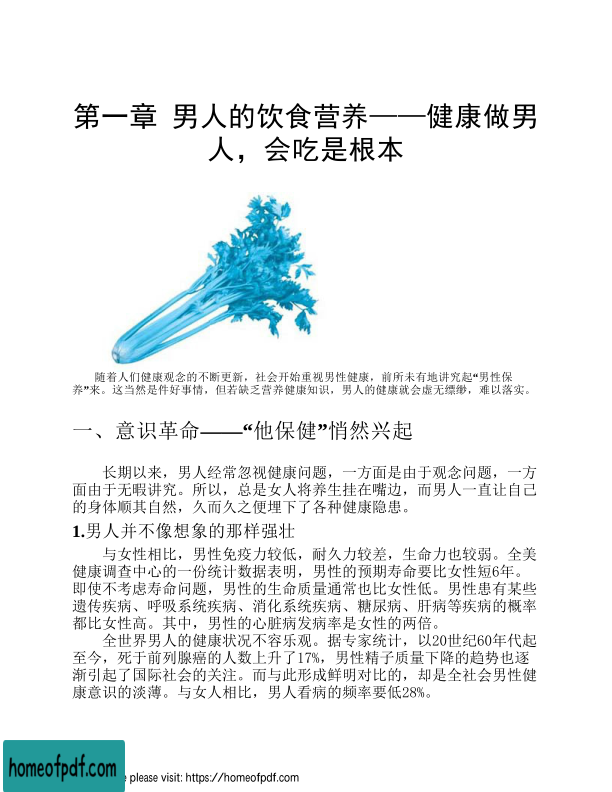 第一章 男人的饮食营养——健康做男
人，会吃是根本
随着人们健康观念的不断更新，社会开始重视男性健康，前所未有地讲究起“男性保
养”来。这当然是件好事情，但若缺乏营养健康知识，男人的健康就会虚无缥缈，难以落实。
一、意识革命——“他保健”悄然兴起
长期以来，男人经常忽视健康问题，一方面是由于观念问题，一方
面由于无暇讲究。所以，总是女人将养生挂在嘴边，而男人一直让自己
的身体顺其自然，久而久之便埋下了各种健康隐患。
1.男人并不像想象的那样强壮
与女性相比，男性免疫力较低，耐久力较差，生命力也较弱。全美
健康调查中心的一份统计数据表明，男性的预期寿命要比女性短6年。
即使不考虑寿命问题，男性的生命质量通常也比女性低。男性患有某些
遗传疾病、呼吸系统疾病、消化系统疾病、糖尿病、肝病等疾病的概率
都比女性高。其中，男性的心脏病发病率是女性的两倍。
全世界男人的健康状况不容乐观。据专家统计，以20世纪60年代起
至今，死于前列腺癌的人数上升了17%，男性精子质量下降的趋势也逐
渐引起了国际社会的关注。而与此形成鲜明对比的，却是全社会男性健
康意识的淡薄。与女人相比，男人看病的频率要低28%。
homeofpdf.com
e please visit: https://homeofpdf.com